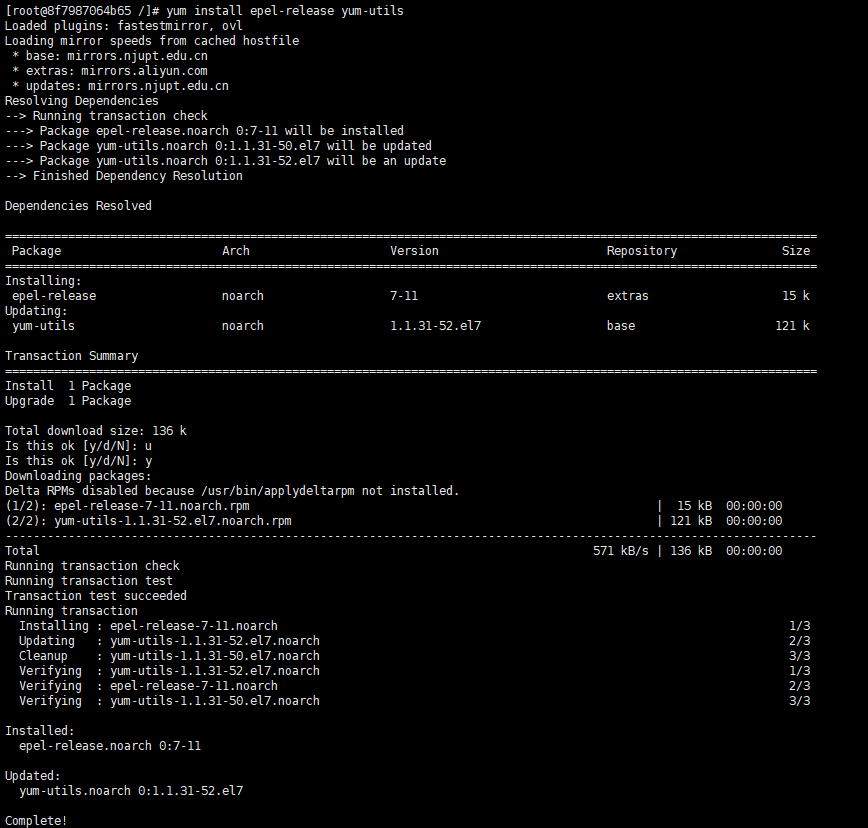 [root@8f7987064b65 /]# yum install epel-release yum-utils
Loaded plugins: fastestmirror, ovl
Loading mirror speeds from cached hostfile
 * base: mirrors.njupt.edu.cn
 * extras: mirrors.aliyun.com
 * updates: mirrors.njupt.edu.cn
Resolving Dependencies
--> Running transaction check
---> Package epel-release.noarch 0:7-11 will be installed
---> Package yum-utils.noarch 0:1.1.31-50.el7 will be updated
---> Package yum-utils.noarch 0:1.1.31-52.el7 will be an update
--> Finished Dependency Resolution

Dependencies Resolved

====================================================================================================================
 Package                       Arch                    Version                        Repository               Size
====================================================================================================================
Installing:
 epel-release                  noarch                  7-11                           extras                   15 k
Updating:
 yum-utils                     noarch                  1.1.31-52.el7                  base                    121 k

Transaction Summary
====================================================================================================================
Install  1 Package
Upgrade  1 Package

Total download size: 136 k
Is this ok [y/d/N]: u
Is this ok [y/d/N]: y
Downloading packages:
Delta RPMs disabled because /usr/bin/applydeltarpm not installed.
(1/2): epel-release-7-11.noarch.rpm                                                          |  15 kB  00:00:00
(2/2): yum-utils-1.1.31-52.el7.noarch.rpm                                                    | 121 kB  00:00:00
--------------------------------------------------------------------------------------------------------------------
Total                                                                               571 kB/s | 136 kB  00:00:00
Running transaction check
Running transaction test
Transaction test succeeded
Running transaction
  Installing : epel-release-7-11.noarch                                                                         1/3
  Updating   : yum-utils-1.1.31-52.el7.noarch                                                                   2/3
  Cleanup    : yum-utils-1.1.31-50.el7.noarch                                                                   3/3
  Verifying  : yum-utils-1.1.31-52.el7.noarch                                                                   1/3
  Verifying  : epel-release-7-11.noarch                                                                         2/3
  Verifying  : yum-utils-1.1.31-50.el7.noarch                                                                   3/3

Installed:
  epel-release.noarch 0:7-11

Updated:
  yum-utils.noarch 0:1.1.31-52.el7

Complete!